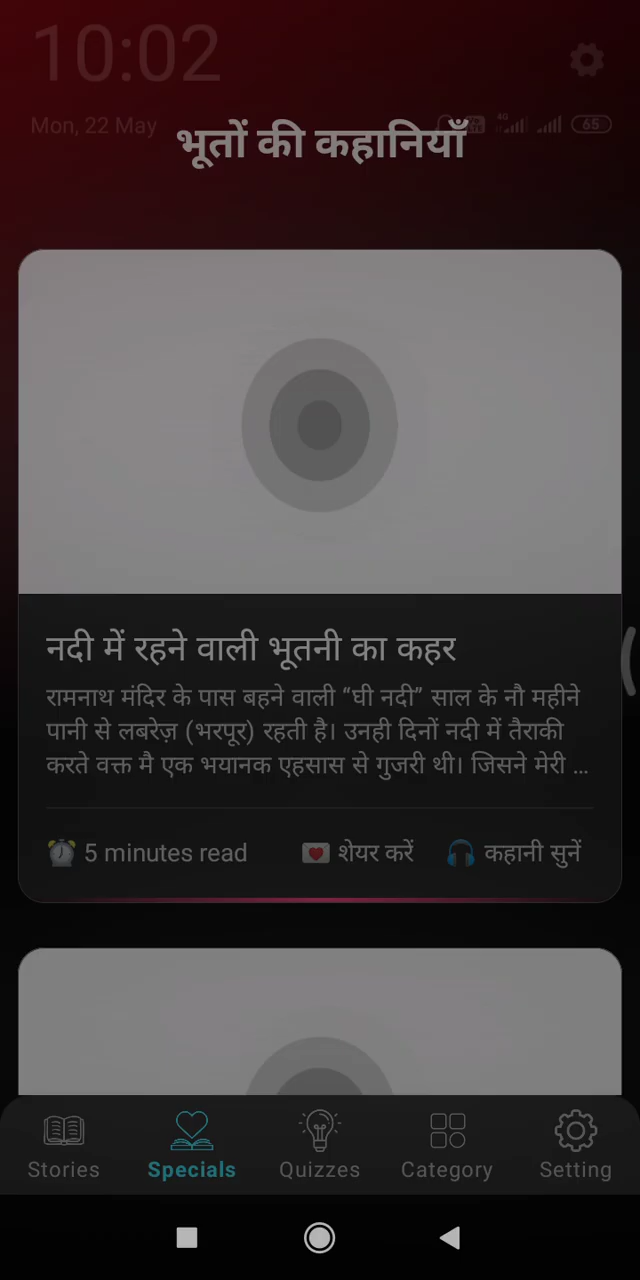 10:02
Mon, 22 May
4G
65
भूतों की कहानियाँ
नदी में रहने वाली भूतनी का कहर
रामनाथ मंदिर के पास बहने वाली “घी नदी” साल के नौ महीने
पानी से लबरेज़ (भरपूर) रहती है। उनही दिनों नदी में तैराकी
करते वक्त मै एक भयानक एहसास से गुजरी थी। जिसने मेरी ...
5 minutes read
शेयर करें
कहानी सुनें
Stories
Specials
Quizzes
Category
Setting